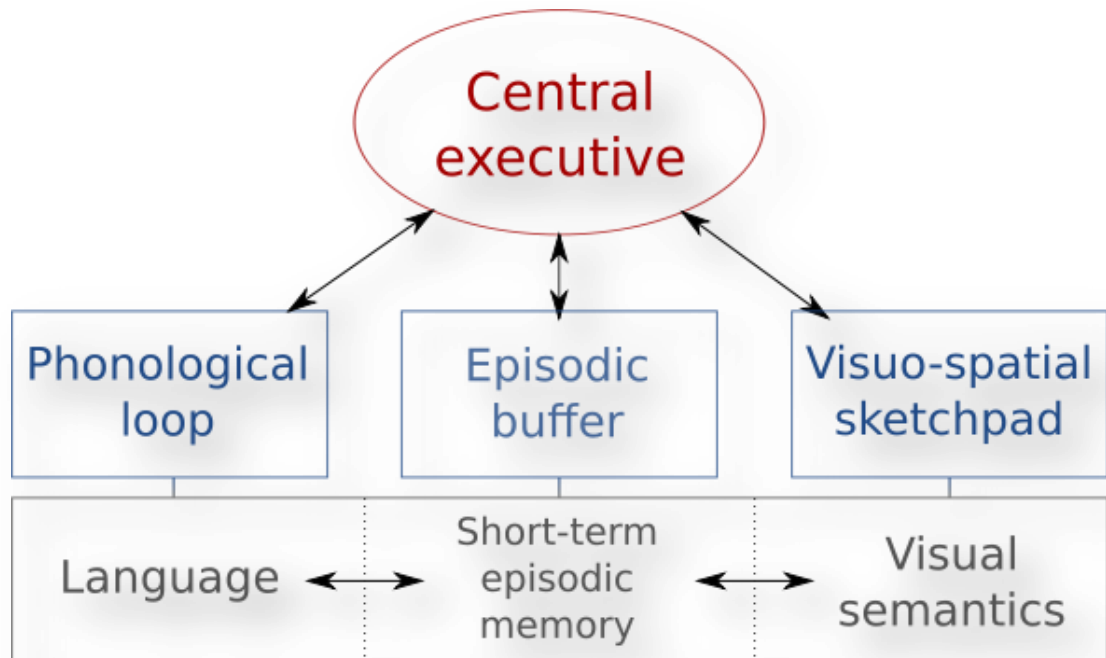 Central
executive
Phonological
loop
Episodic
buffer
Visuo-spatial
sketchpad
Language
Short-term
episodic
memory
Visual
semantics